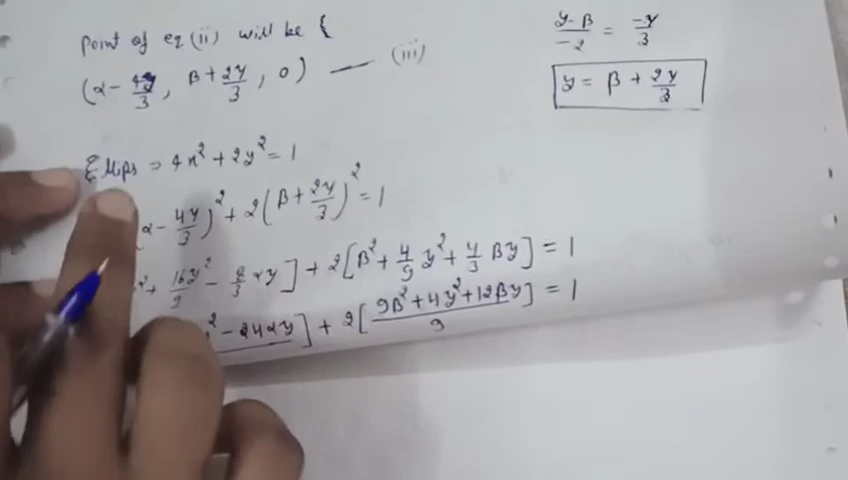 Point of eq (ii) will be {
(α - 4γ/3, β + 2γ/3, 0) — (iii)
(y-β)/-2 = -γ/3
y = β + 2γ/3
Ellips => 4x² + 2y² = 1
(α - 4γ/3)² + 2(β + 2γ/3)² = 1
² + 16γ²/9 - 8/3 αγ] + 2[β² + 4/9 γ² + 4/3 βγ] = 1
² - 24αγ] + 2[(9β² + 4γ² + 12βγ)/9] = 1